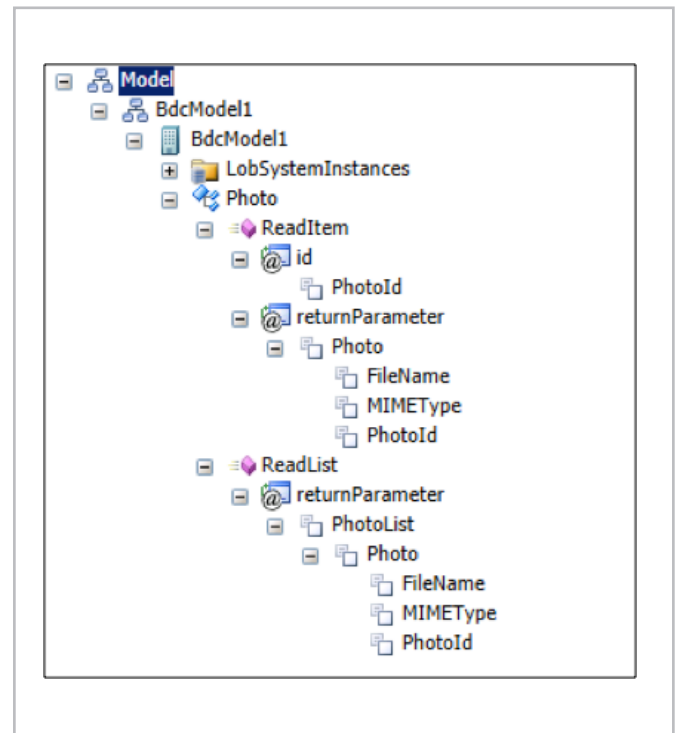 Model
BdcModel1
BdcModel1
LobSystemInstances
Photo
ReadItem
id
PhotoId
returnParameter
Photo
FileName
MIMEType
PhotoId
ReadList
returnParameter
PhotoList
Photo
FileName
MIMEType
PhotoId